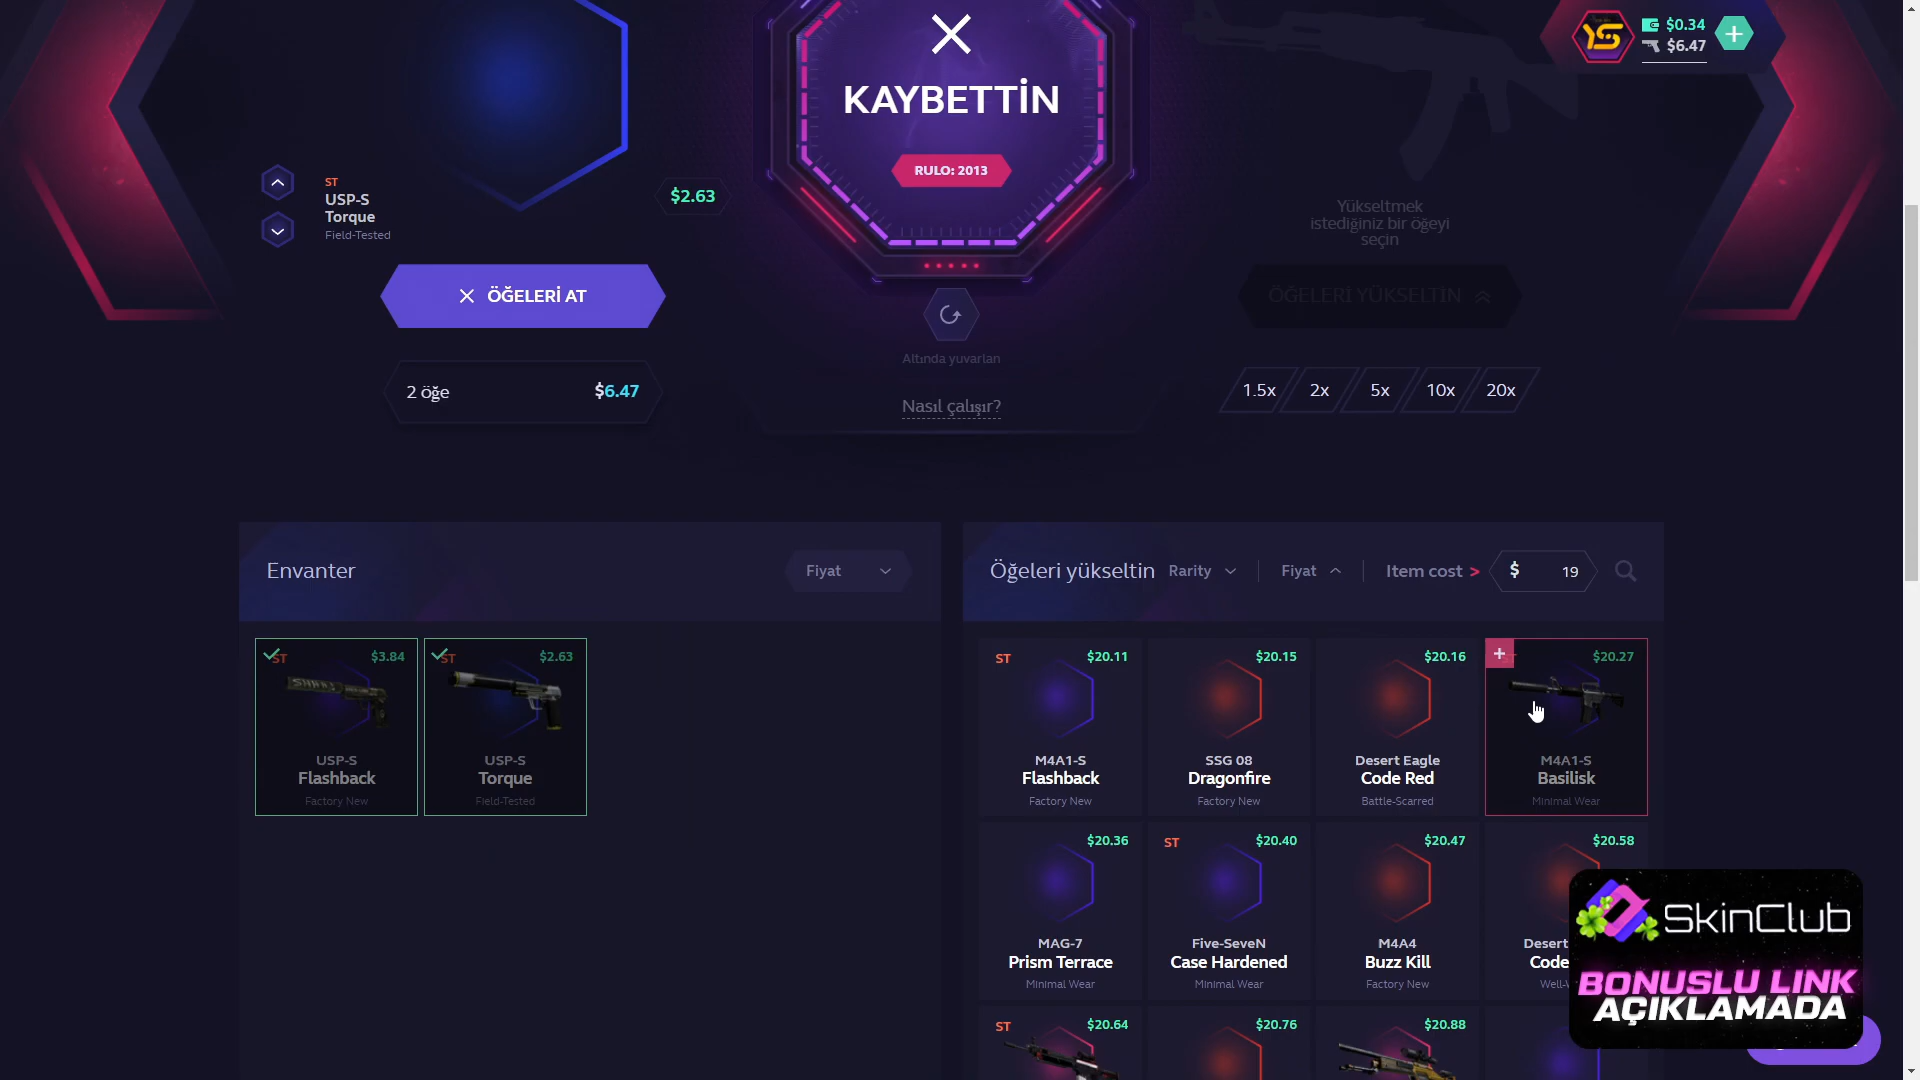 $0.34
$6.47
KAYBETTİN
RULO: 2013
ST
USP-S
Torque
Field-Tested
$2.63
Yükseltmek
istediğiniz bir öğeyi
seçin
ÖĞELERİ AT
ÖĞELERİ YÜKSELTİN
Altında yuvarlan
2 öğe
$6.47
Nasıl çalışır?
1.5x
2x
5x
10x
20x
Envanter
Fiyat
Öğeleri yükseltin
Rarity
Fiyat
Item cost >
$ 19
ST
$3.84
USP-S
Flashback
Factory New
ST
$2.63
USP-S
Torque
Field-Tested
ST
$20.11
M4A1-S
Flashback
Factory New
$20.15
SSG 08
Dragonfire
Factory New
$20.16
Desert Eagle
Code Red
Battle-Scarred
$20.27
M4A1-S
Basilisk
Minimal Wear
$20.36
MAG-7
Prism Terrace
Minimal Wear
ST
$20.40
Five-SeveN
Case Hardened
Minimal Wear
$20.47
M4A4
Buzz Kill
Factory New
$20.58
Desert
Code
ST
$20.64
$20.76
$20.88
SkinClub
BONUSLU LINK
AÇIKLAMADA